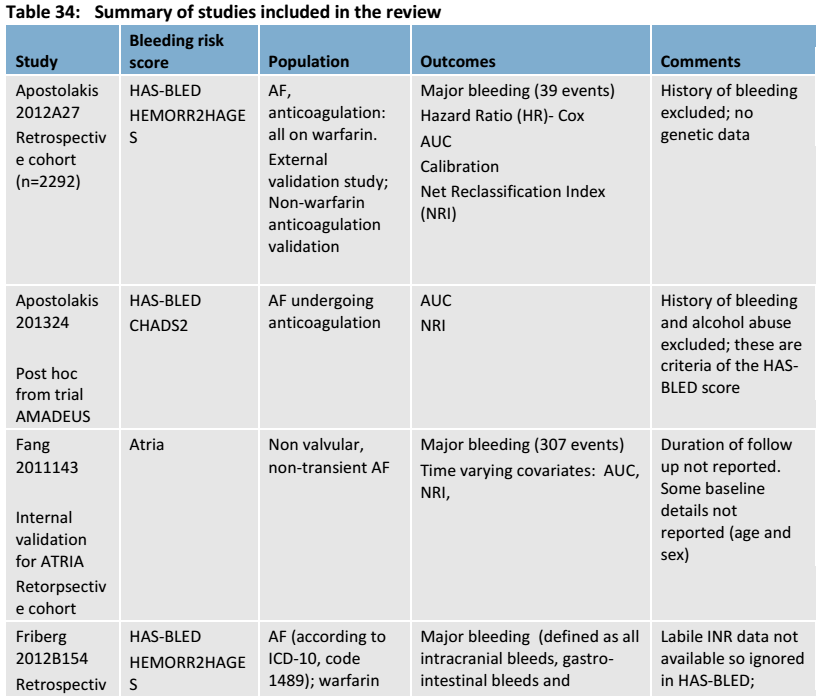 Table 34: Summary of studies included in the review
Study
Bleeding risk
score
Population
Outcomes
Comments
Apostolakis
2012A27
Retrospectiv
e cohort
(n=2292)
HAS-BLED
HEMORR2HAGE
S
AF,
anticoagulation:
all on warfarin.
External
validation study;
Non-warfarin
anticoagulation
validation
Major bleeding (39 events)
Hazard Ratio (HR)- Cox
AUC
Calibration
Net Reclassification Index
(NRI)
History of bleeding
excluded; no
genetic data
Apostolakis
201324
Post hoc
from trial
AMADEUS
HAS-BLED
CHADS2
AF undergoing
anticoagulation
AUC
NRI
History of bleeding
and alcohol abuse
excluded; these are
criteria of the HAS-
BLED score
Fang
2011143
Internal
validation
for ATRIA
Retorpsectiv
e cohort
Atria
Non valvular,
non-transient AF
Major bleeding (307 events)
Time varying covariates: AUC,
NRI,
Duration of follow
up not reported.
Some baseline
details not
reported (age and
sex)
Friberg
2012B154
Retrospectiv
HAS-BLED
HEMORR2HAGE
S
AF (according to
ICD-10, code
1489); warfarin
Major bleeding (defined as all
intracranial bleeds, gastro-
intestinal bleeds and
Labile INR data not
available so ignored
in HAS-BLED;